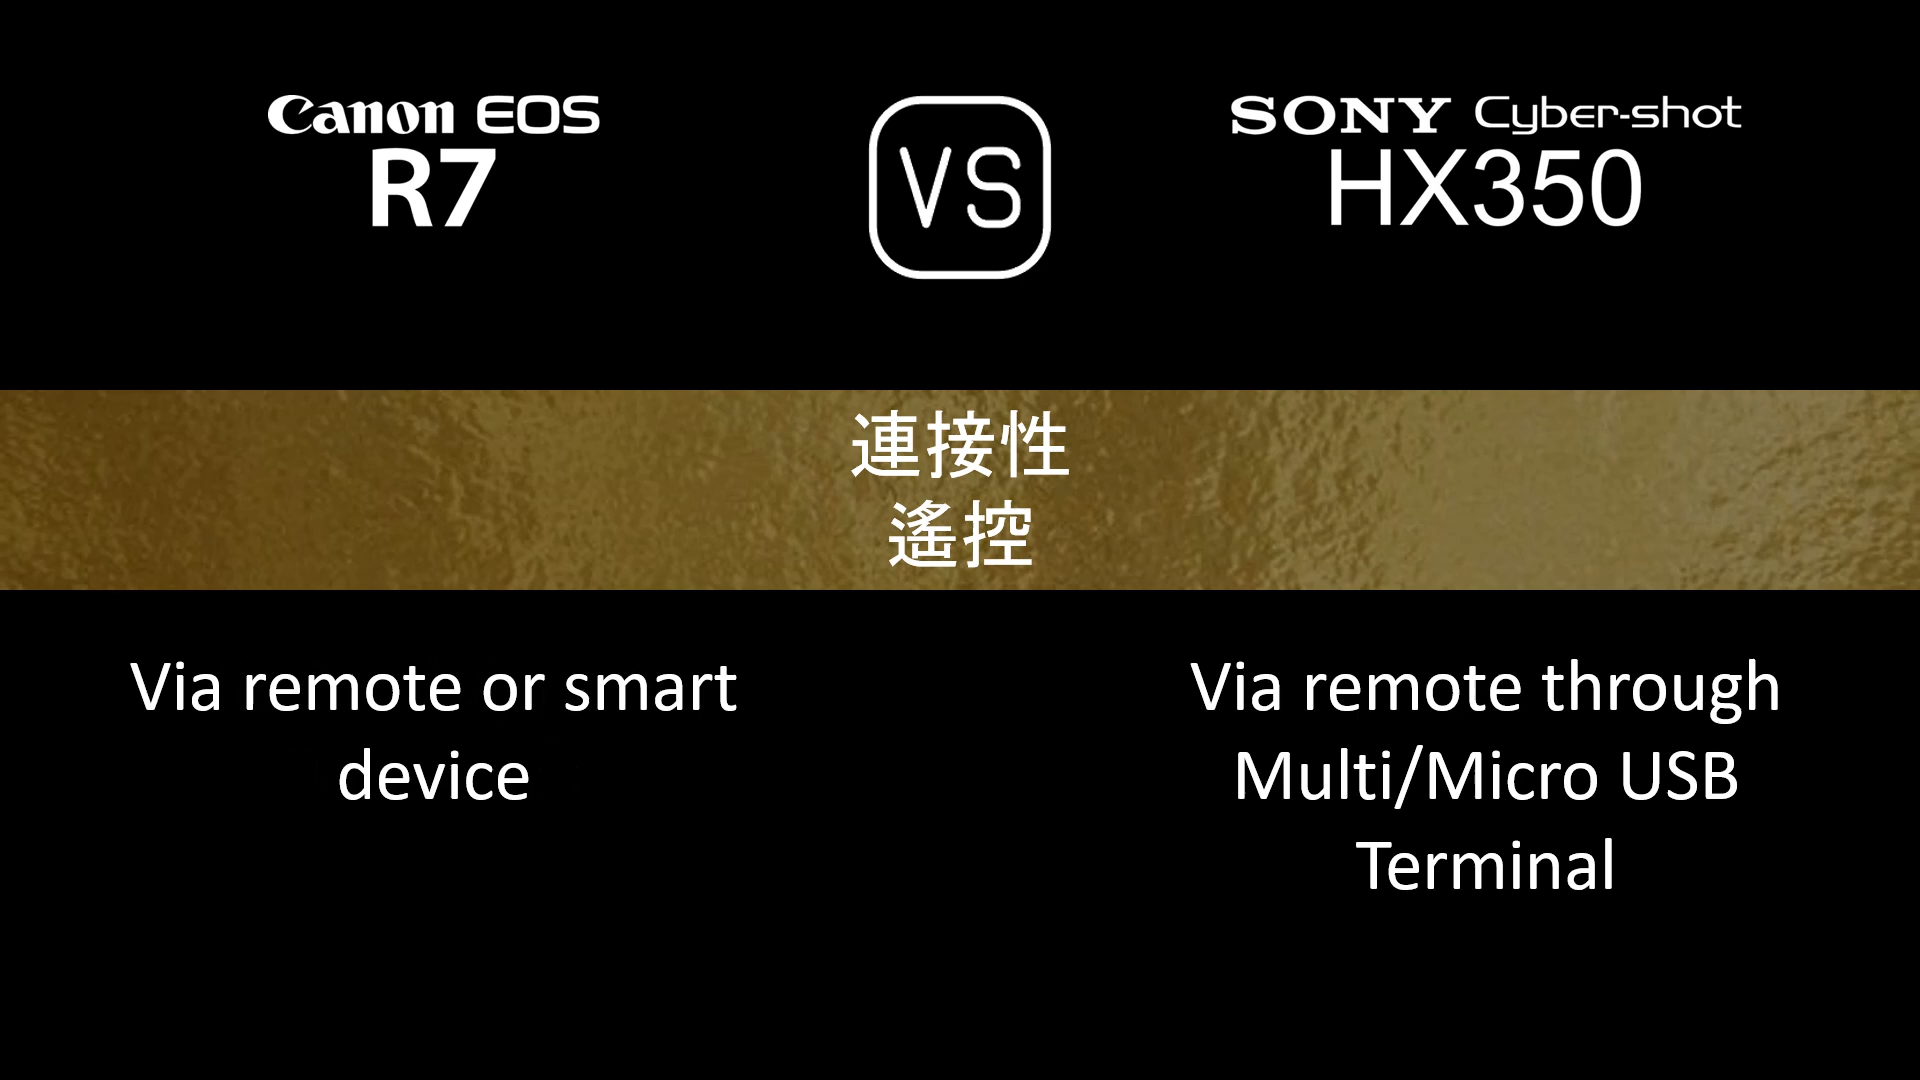 Canon EOS
R7
VS
SONY Cyber-shot
HX350
連接性
遙控
Via remote or smart
device
Via remote through
Multi/Micro USB
Terminal